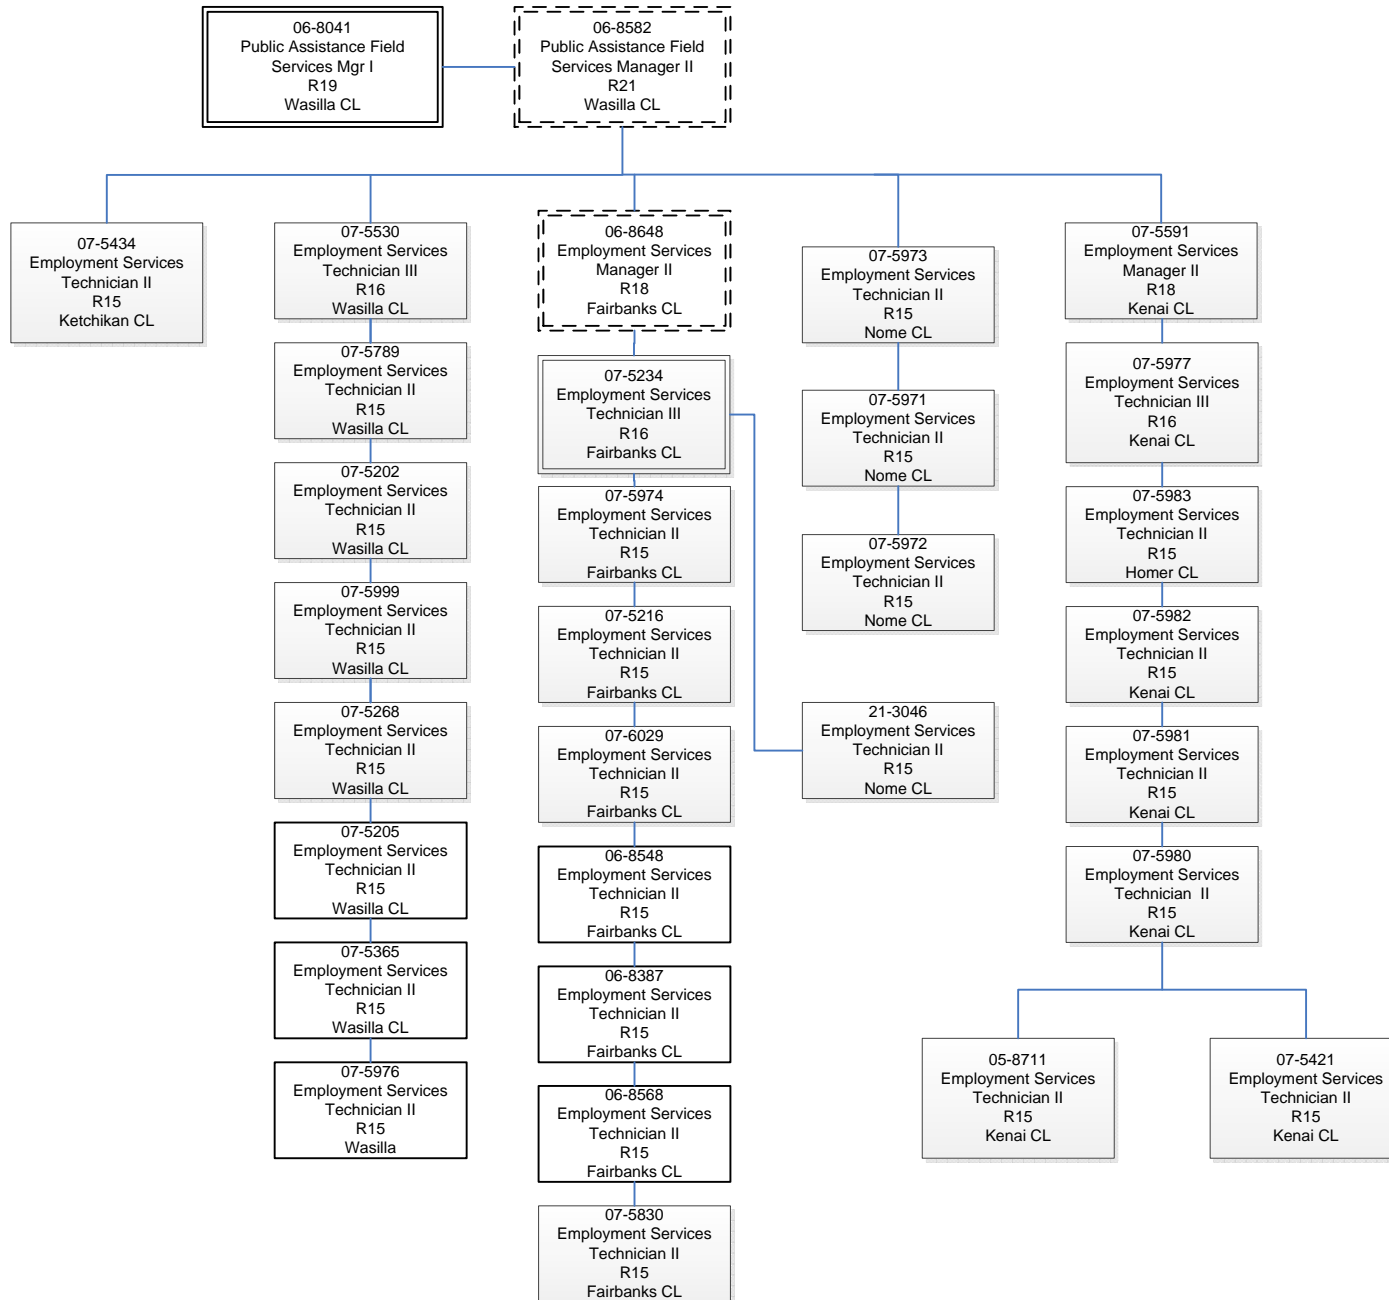 06-8041
Public Assistance Field
Services Mgr I
R19
Wasilla CL
06-8582
Public Assistance Field
Services Manager II
R21
Wasilla CL
07-5434
Employment Services
Technician II
R15
Ketchikan CL
07-5530
Employment Services
Technician III
R16
Wasilla CL
07-5789
Employment Services
Technician II
R15
Wasilla CL
07-5202
Employment Services
Technician II
R15
Wasilla CL
07-5999
Employment Services
Technician II
R15
Wasilla CL
07-5268
Employment Services
Technician II
R15
Wasilla CL
07-5205
Employment Services
Technician II
R15
Wasilla CL
07-5365
Employment Services
Technician II
R15
Wasilla CL
07-5976
Employment Services
Technician II
R15
Wasilla
06-8648
Employment Services
Manager II
R18
Fairbanks CL
07-5234
Employment Services
Technician III
R16
Fairbanks CL
07-5974
Employment Services
Technician II
R15
Fairbanks CL
07-5216
Employment Services
Technician II
R15
Fairbanks CL
07-6029
Employment Services
Technician II
R15
Fairbanks CL
06-8548
Employment Services
Technician II
R15
Fairbanks CL
06-8387
Employment Services
Technician II
R15
Fairbanks CL
06-8568
Employment Services
Technician II
R15
Fairbanks CL
07-5830
Employment Services
Technician II
R15
Fairbanks CL
07-5973
Employment Services
Technician II
R15
Nome CL
07-5971
Employment Services
Technician II
R15
Nome CL
07-5972
Employment Services
Technician II
R15
Nome CL
21-3046
Employment Services
Technician II
R15
Nome CL
07-5591
Employment Services
Manager II
R18
Kenai CL
07-5977
Employment Services
Technician III
R16
Kenai CL
07-5983
Employment Services
Technician II
R15
Homer CL
07-5982
Employment Services
Technician II
R15
Kenai CL
07-5981
Employment Services
Technician II
R15
Kenai CL
07-5980
Employment Services
Technician  II
R15
Kenai CL
05-8711
Employment Services
Technician II
R15
Kenai CL
07-5421
Employment Services
Technician II
R15
Kenai CL